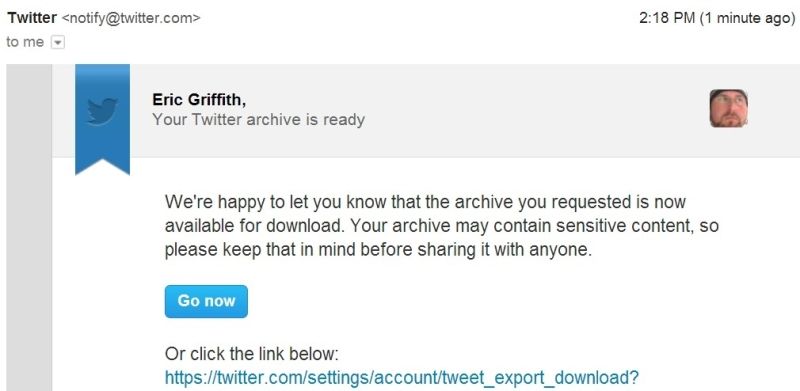 Twitter <notify@twitter.com> 2:18 PM (1 minute ago)
to me
Eric Griffith,
Your Twitter archive is ready
We're happy to let you know that the archive you requested is now
available for download. Your archive may contain sensitive content, so
please keep that in mind before sharing it with anyone.
Go now
Or click the link below:
https://twitter.com/settings/account/tweet_export_download?